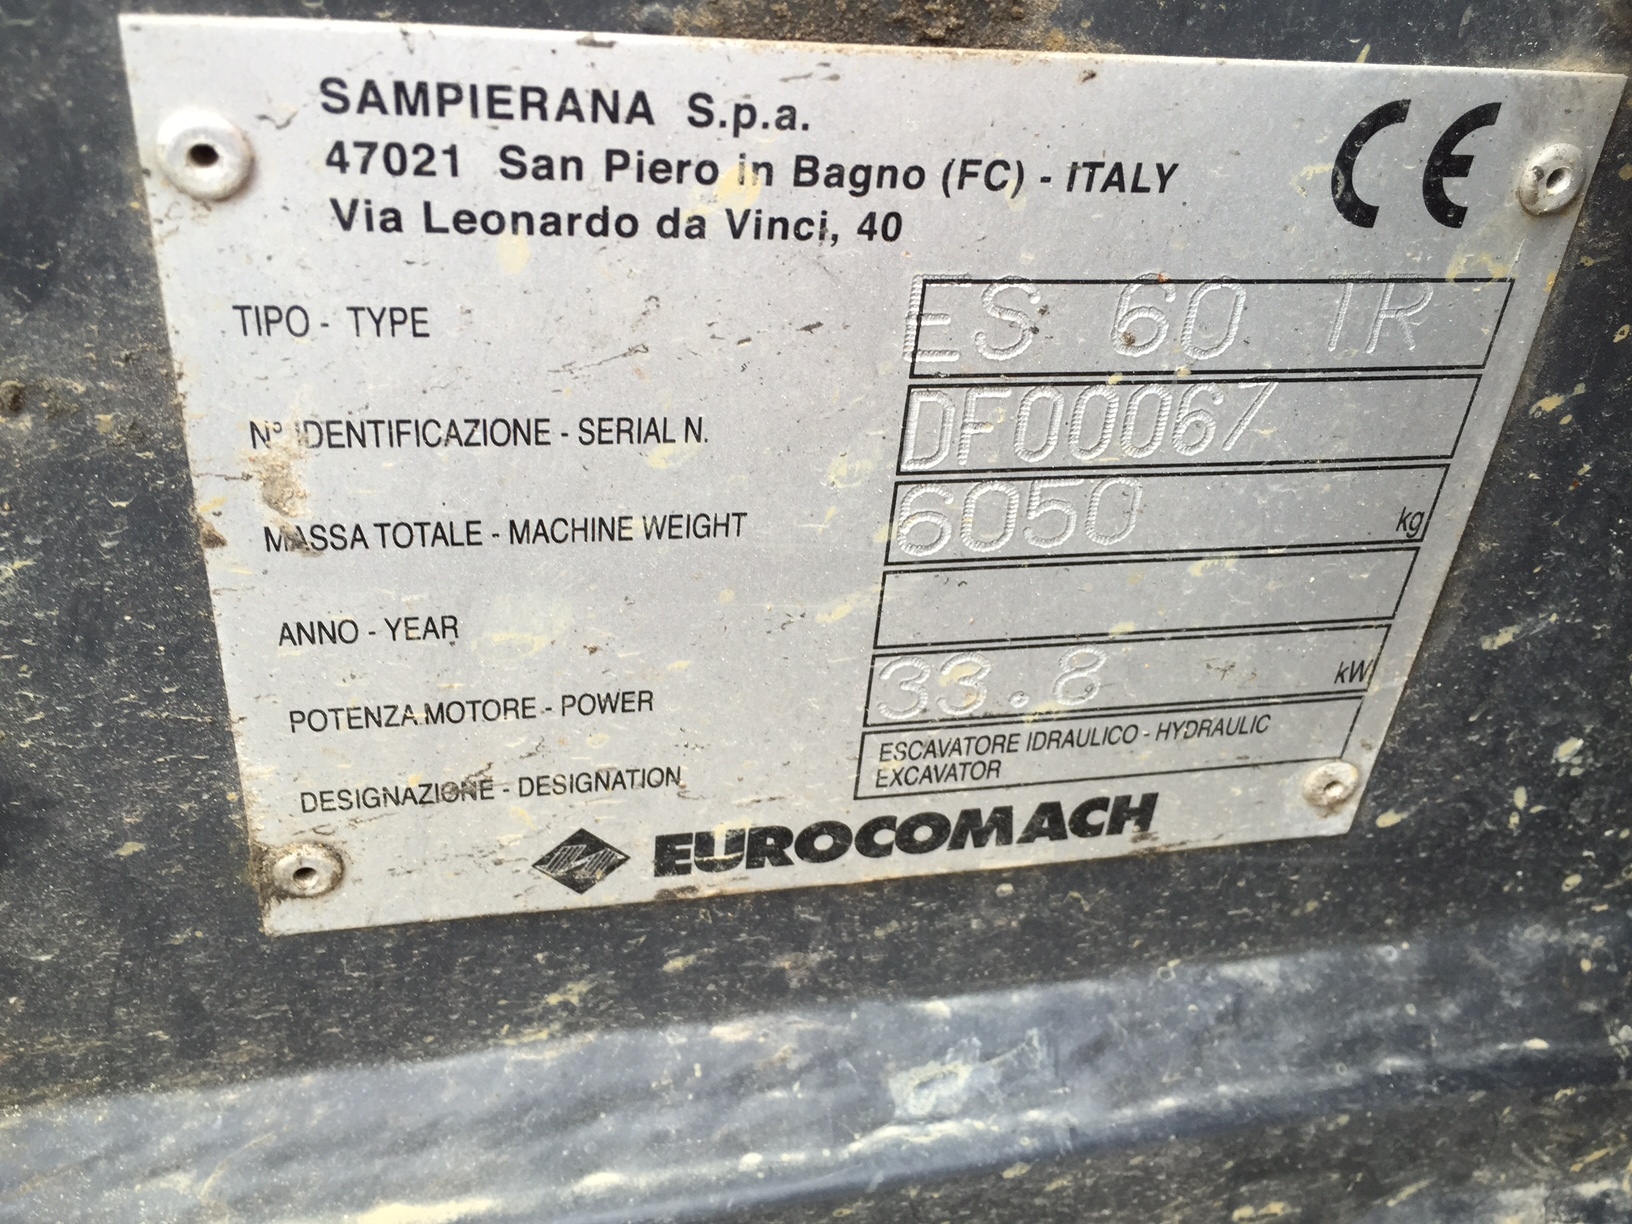 SAMPIERANA S.p.a.
47021 San Piero in Bagno (FC) - ITALY
Via Leonardo da Vinci, 40
CE
TIPO - TYPE ES 60 TR
N° IDENTIFICAZIONE - SERIAL N. DF00067
MASSA TOTALE - MACHINE WEIGHT 6050 kg
ANNO - YEAR
POTENZA MOTORE - POWER 33.8 kW
DESIGNAZIONE - DESIGNATION ESCAVATORE IDRAULICO - HYDRAULIC
EXCAVATOR
EUROCOMACH